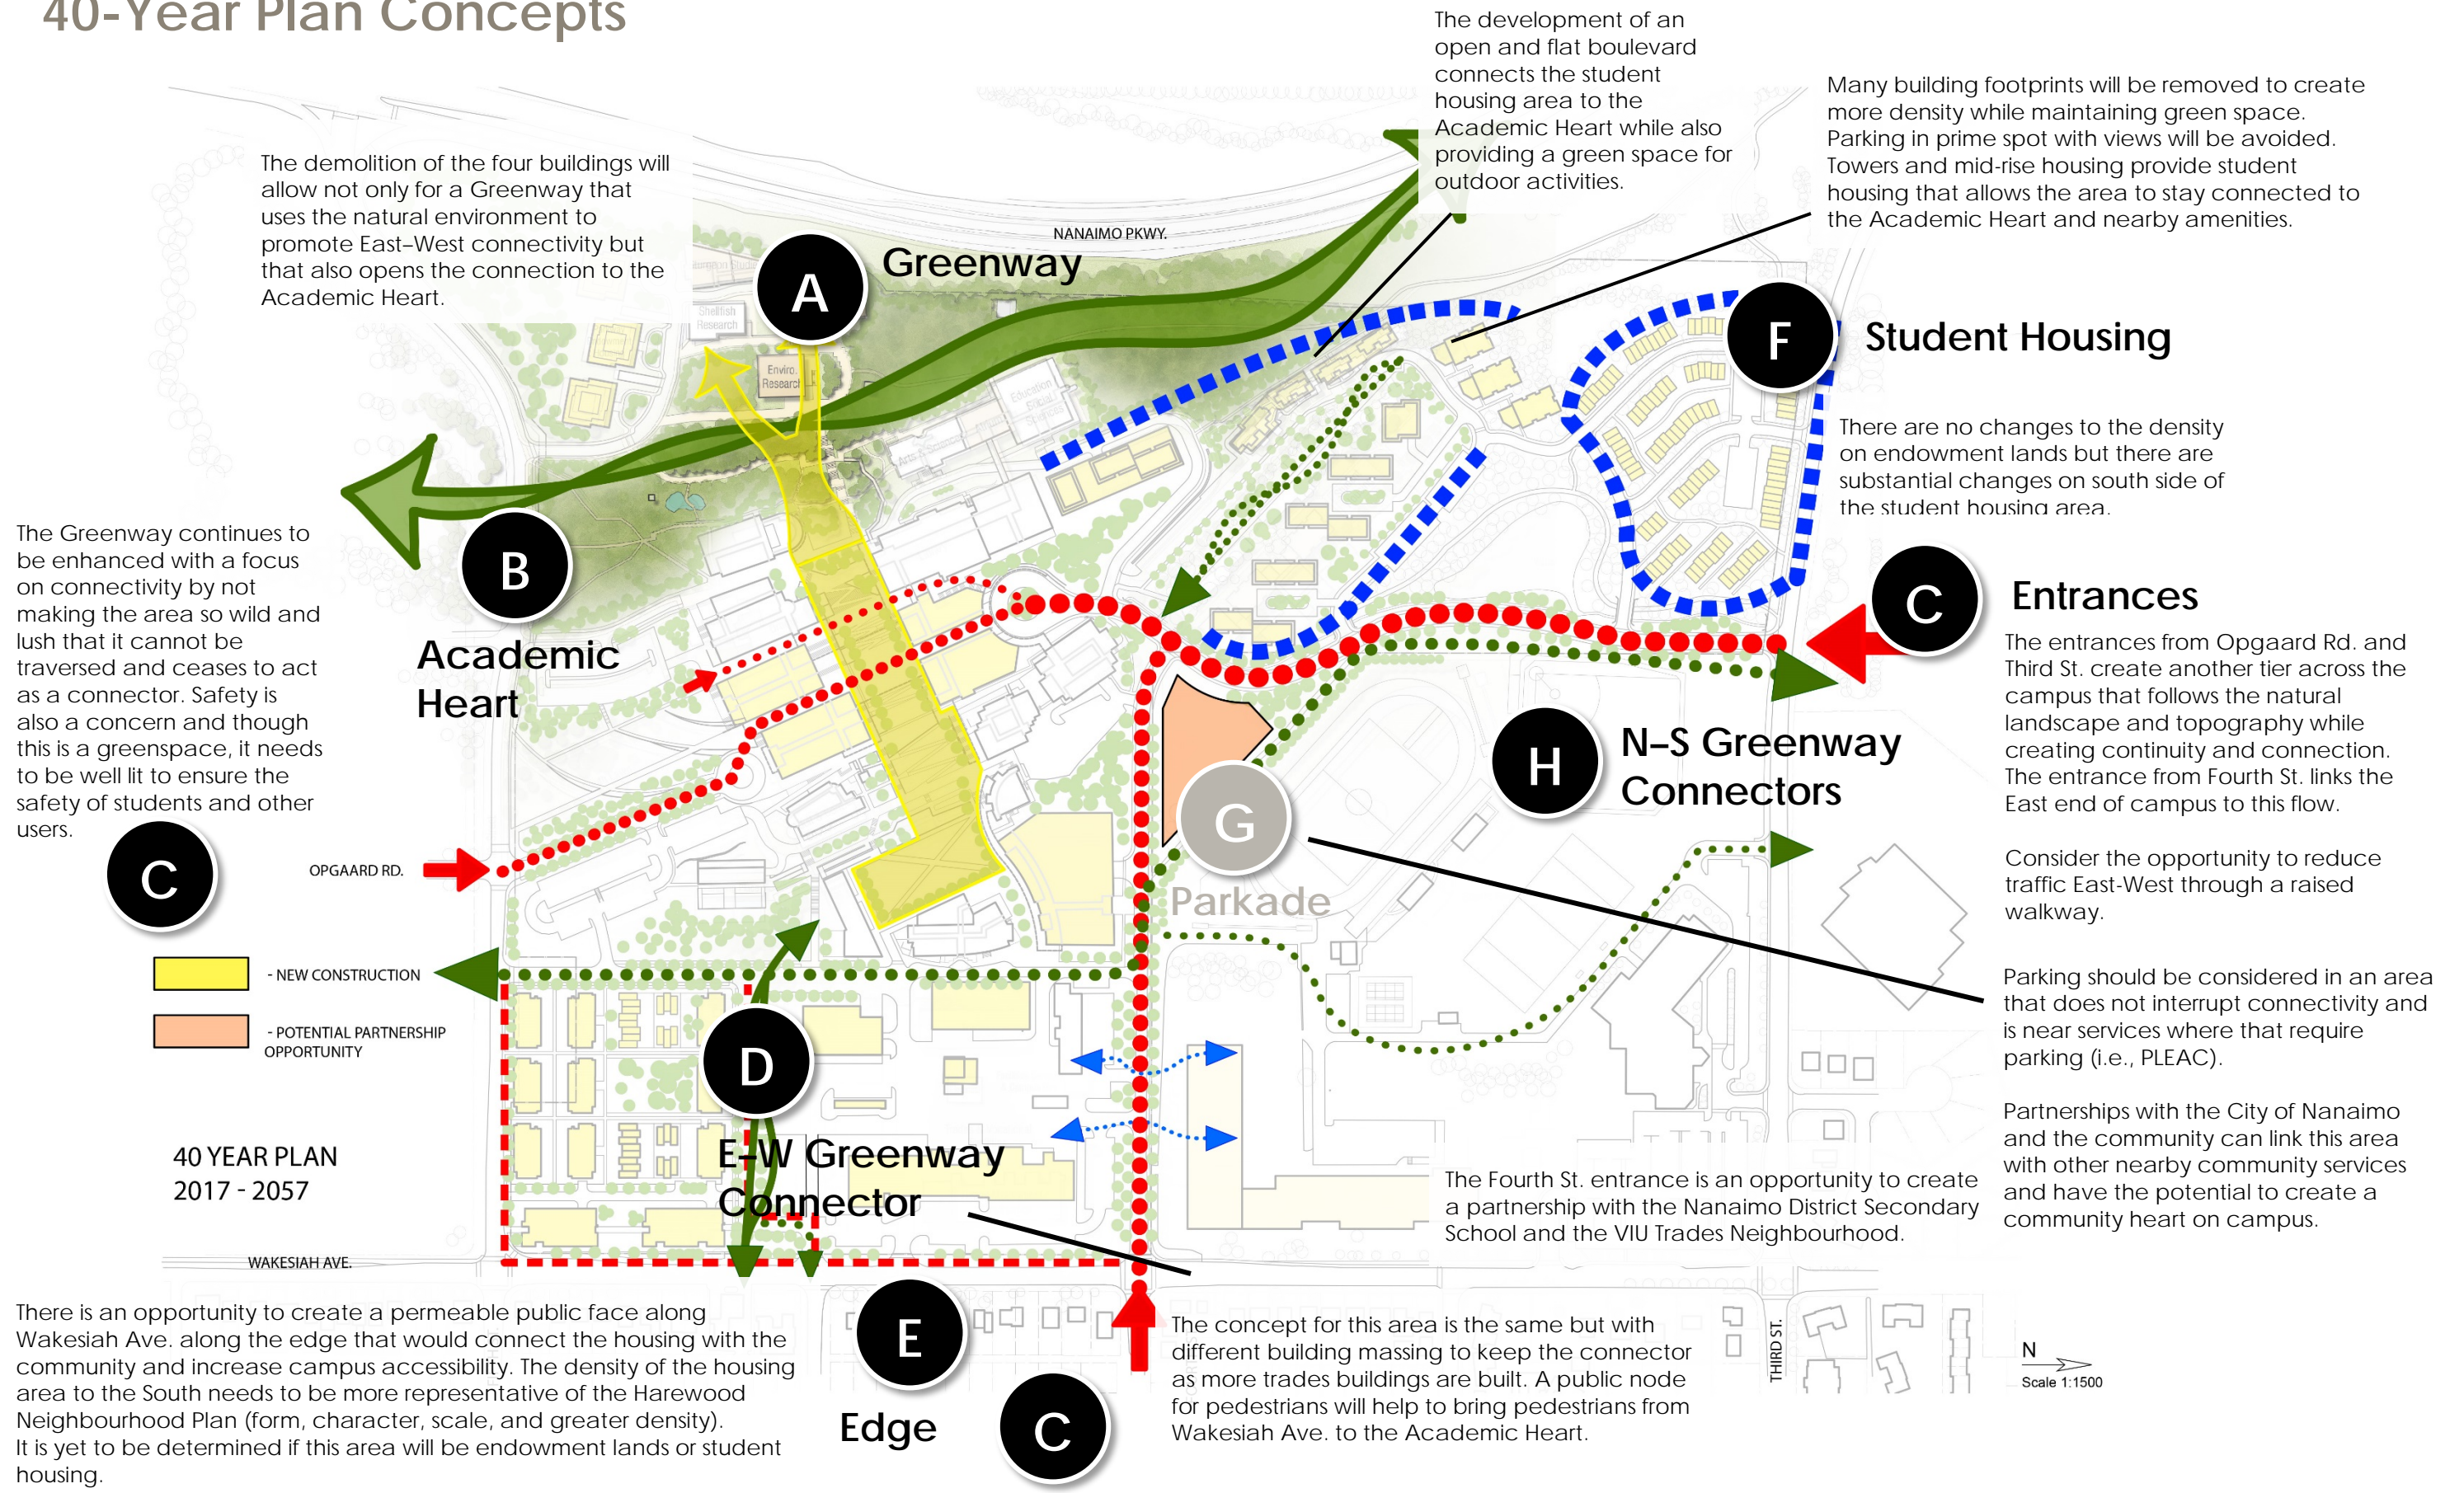 40-Year Plan Concepts
The development of an
open and flat boulevard
connects the student
housing area to the
Academic Heart while also
providing a green space for
outdoor activities.
Many building footprints will be removed to create
more density while maintaining green space.
Parking in prime spot with views will be avoided.
Towers and mid-rise housing provide student
housing that allows the area to stay connected to
the Academic Heart and nearby amenities.
The demolition of the four buildings will
allow not only for a Greenway that
uses the natural environment to
promote East–West connectivity but
that also opens the connection to the
Academic Heart.
NANAIMO PKWY.
A
Greenway
Shellfish
Research
Enviro.
Research
Education
Social
Sciences
F
Student Housing
There are no changes to the density
on endowment lands but there are
substantial changes on south side of
the student housing area.
The Greenway continues to
be enhanced with a focus
on connectivity by not
making the area so wild and
lush that it cannot be
traversed and ceases to act
as a connector. Safety is
also a concern and though
this is a greenspace, it needs
to be well lit to ensure the
safety of students and other
users.
B
Academic
Heart
C
Entrances
The entrances from Opgaard Rd. and
Third St. create another tier across the
campus that follows the natural
landscape and topography while
creating continuity and connection.
The entrance from Fourth St. links the
East end of campus to this flow.
Consider the opportunity to reduce
traffic East-West through a raised
walkway.
H
N–S Greenway
Connectors
G
Parkade
C
OPGAARD RD.
- NEW CONSTRUCTION
- POTENTIAL PARTNERSHIP
OPPORTUNITY
Parking should be considered in an area
that does not interrupt connectivity and
is near services where that require
parking (i.e., PLEAC).
Partnerships with the City of Nanaimo
and the community can link this area
with other nearby community services
and have the potential to create a
community heart on campus.
D
E–W Greenway
Connector
40 YEAR PLAN
2017 - 2057
The Fourth St. entrance is an opportunity to create
a partnership with the Nanaimo District Secondary
School and the VIU Trades Neighbourhood.
WAKESIAH AVE.
There is an opportunity to create a permeable public face along
Wakesiah Ave. along the edge that would connect the housing with the
community and increase campus accessibility. The density of the housing
area to the South needs to be more representative of the Harewood
Neighbourhood Plan (form, character, scale, and greater density).
It is yet to be determined if this area will be endowment lands or student
housing.
E
Edge
C
The concept for this area is the same but with
different building massing to keep the connector
as more trades buildings are built. A public node
for pedestrians will help to bring pedestrians from
Wakesiah Ave. to the Academic Heart.
THIRD ST.
N
Scale 1:1500